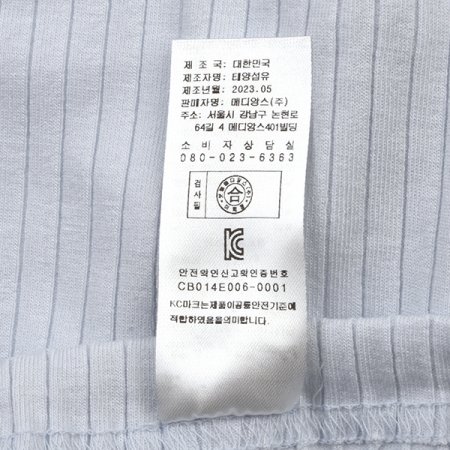 제 조 국: 대한민국
제조자명: 태양섬유
제조년월: 2023.05
판매자명: 메디앙스(주)
주소: 서울시 강남구 논현로
64길 4 메디앙스401빌딩
소 비 자 상 담 실
080-023-6363
검사필
合
KC
안전확인신고확인증번호
CB014E006-0001
KC마크는제품이공통안전기준에
적합하였음을의미합니다.